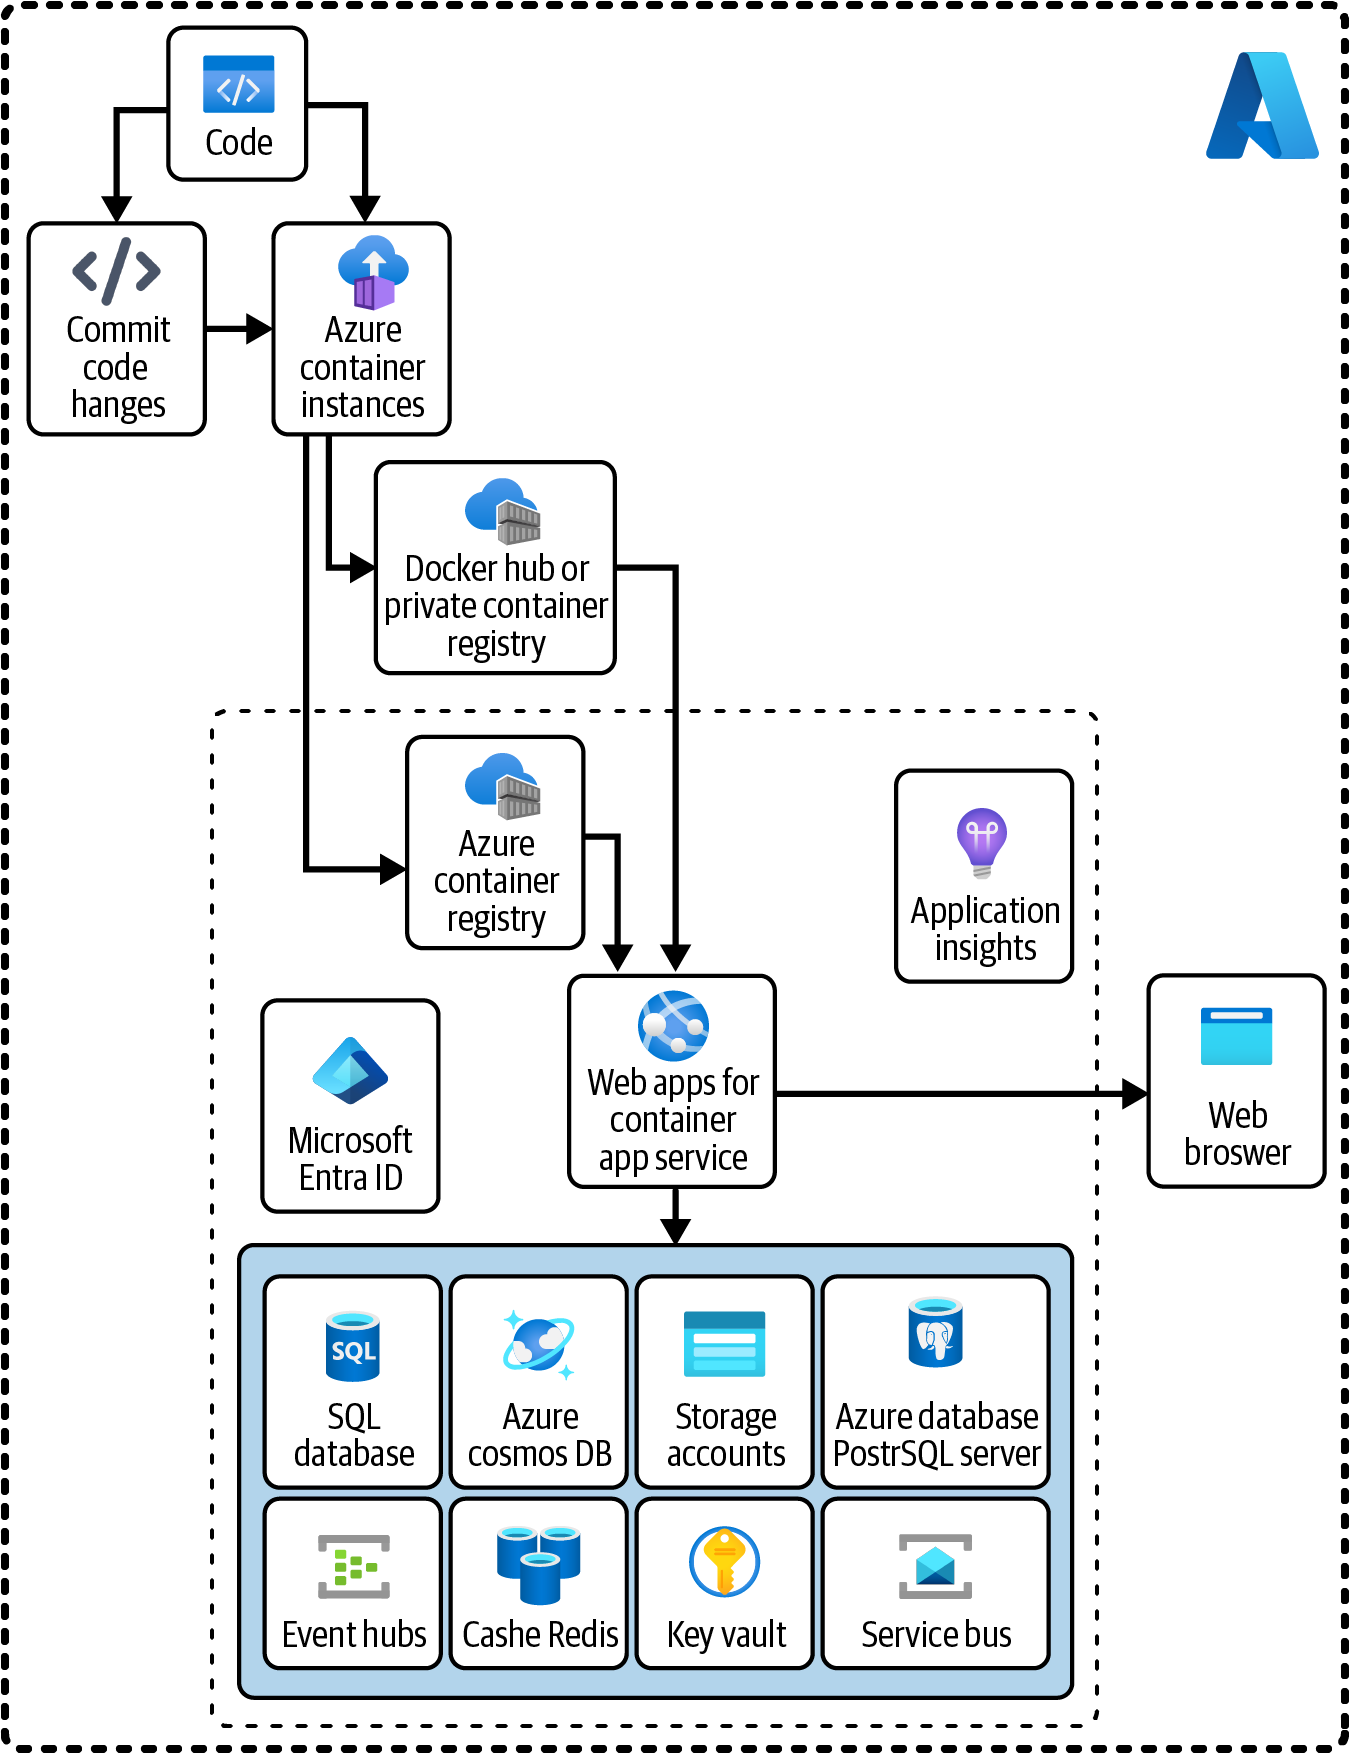 Code
Commit
code
hanges
Azure
container
instances
Docker hub or
private container
registry
Azure
container
registry
Application
insights
Microsoft
Entra ID
Web apps for
container
app service
Web
broswer
SQL
SQL
database
Azure
cosmos DB
Storage
accounts
Azure database
PostrSQL server
Event hubs
Cashe Redis
Key vault
Service bus